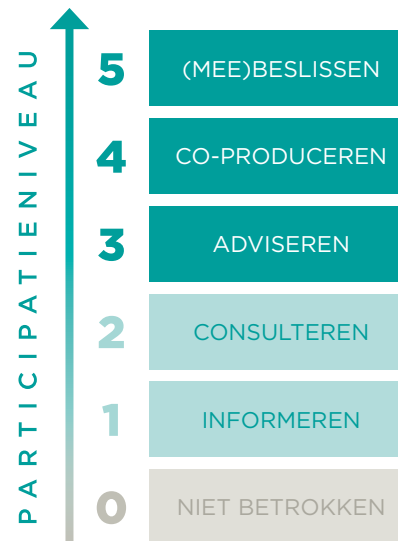 PARTICIPATIENIVEAU
5 (MEE)BESLISSEN
4 CO-PRODUCEREN
3 ADVISEREN
2 CONSULTEREN
1 INFORMEREN
0 NIET BETROKKEN